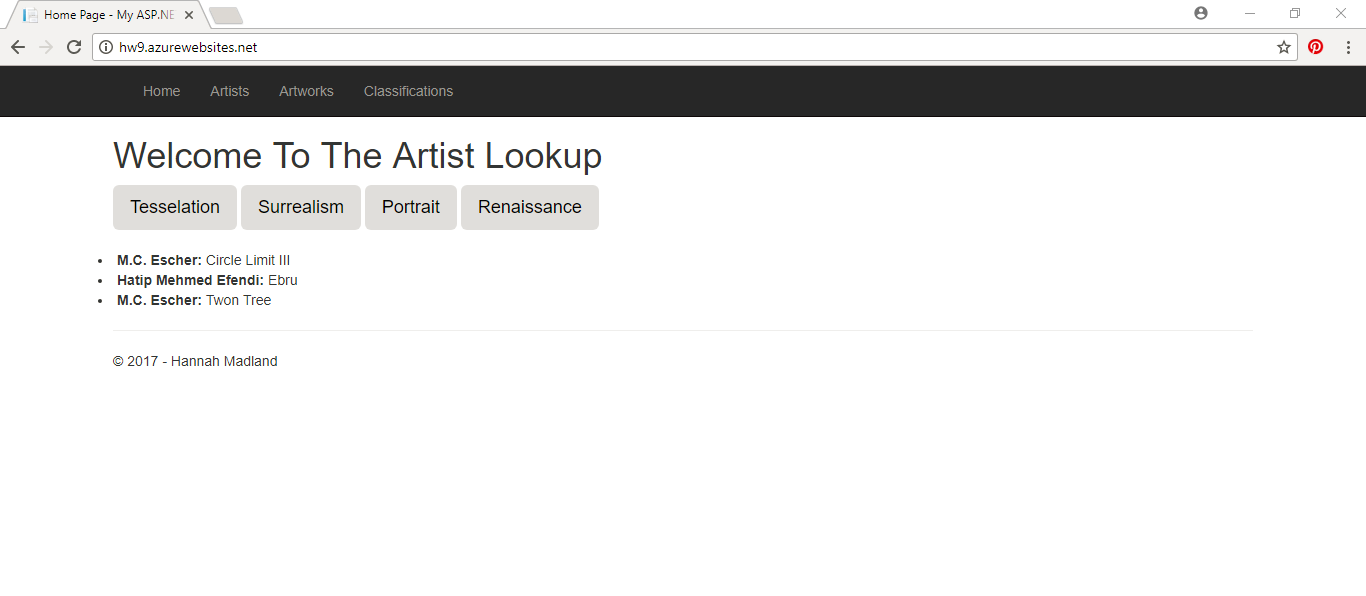 Home Page - My ASP.NE
hw9.azurewebsites.net
Home Artists Artworks Classifications
Welcome To The Artist Lookup
Tesselation Surrealism Portrait Renaissance
• M.C. Escher: Circle Limit III
• Hatip Mehmed Efendi: Ebru
• M.C. Escher: Twon Tree
© 2017 - Hannah Madland